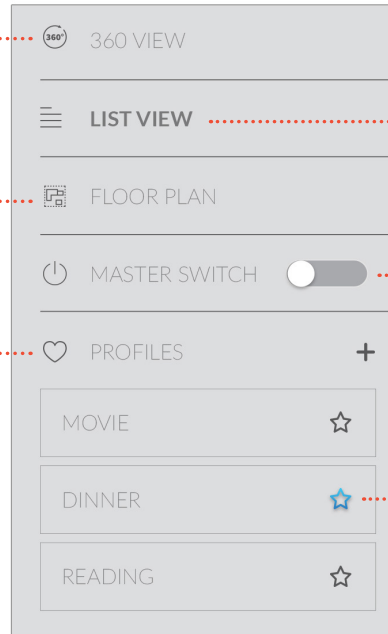 360° 360 VIEW
LIST VIEW
FLOOR PLAN
MASTER SWITCH
PROFILES +
MOVIE
DINNER
READING